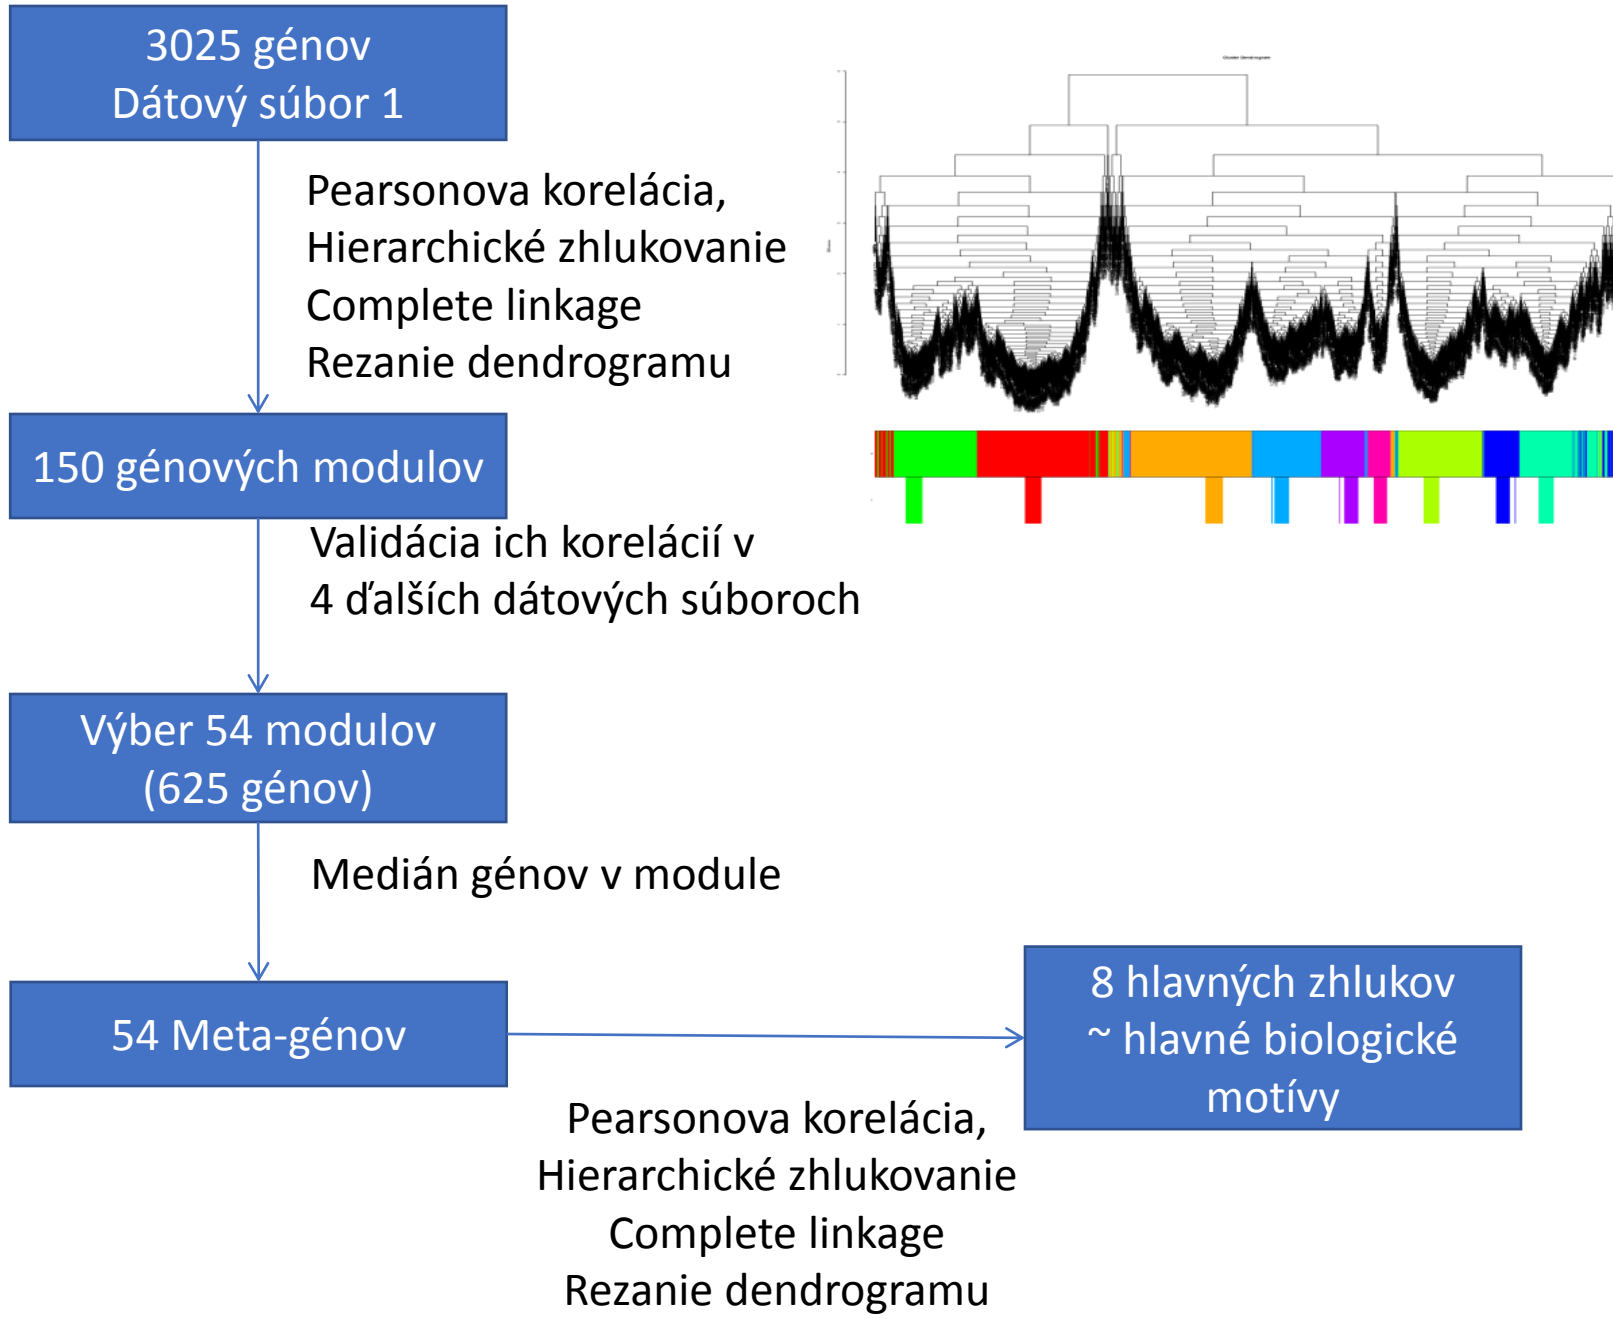 3025 génov
Dátový súbor 1
Cluster Dendrogram
Pearsonova korelácia,
Hierarchické zhlukovanie
Complete linkage
Rezanie dendrogramu
150 génových modulov
Validácia ich korelácií v
4 ďalších dátových súboroch
Výber 54 modulov
(625 génov)
Medián génov v module
54 Meta-génov
8 hlavných zhlukov
~ hlavné biologické
motívy
Pearsonova korelácia,
Hierarchické zhlukovanie
Complete linkage
Rezanie dendrogramu